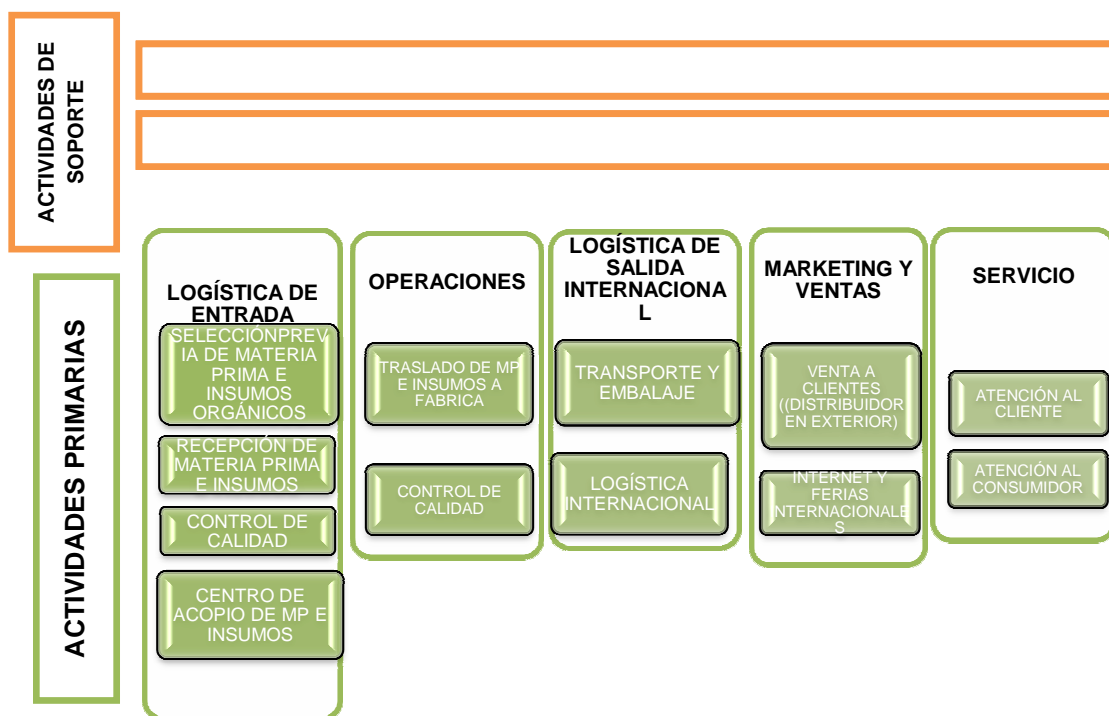 ACTIVIDADES DE
SOPORTE
ACTIVIDADES PRIMARIAS
LOGÍSTICA DE
ENTRADA
SELECCIÓNPREV
IA DE MATERIA
PRIMA E
INSUMOS
ORGÁNICOS
RECEPCIÓN DE
MATERIA PRIMA
E INSUMOS
CONTROL DE
CALIDAD
CENTRO DE
ACOPIO DE MP E
INSUMOS
OPERACIONES
TRASLADO DE MP
E INSUMOS A
FABRICA
CONTROL DE
CALIDAD
LOGÍSTICA DE
SALIDA
INTERNACIONA
L
TRANSPORTE Y
EMBALAJE
LOGÍSTICA
INTERNACIONAL
MARKETING Y
VENTAS
VENTA A
CLIENTES
((DISTRIBUIDOR
EN EXTERIOR)
INTERNET Y
FERIAS
INTERNACIONALE
S
SERVICIO
ATENCIÓN AL
CLIENTE
ATENCIÓN AL
CONSUMIDOR